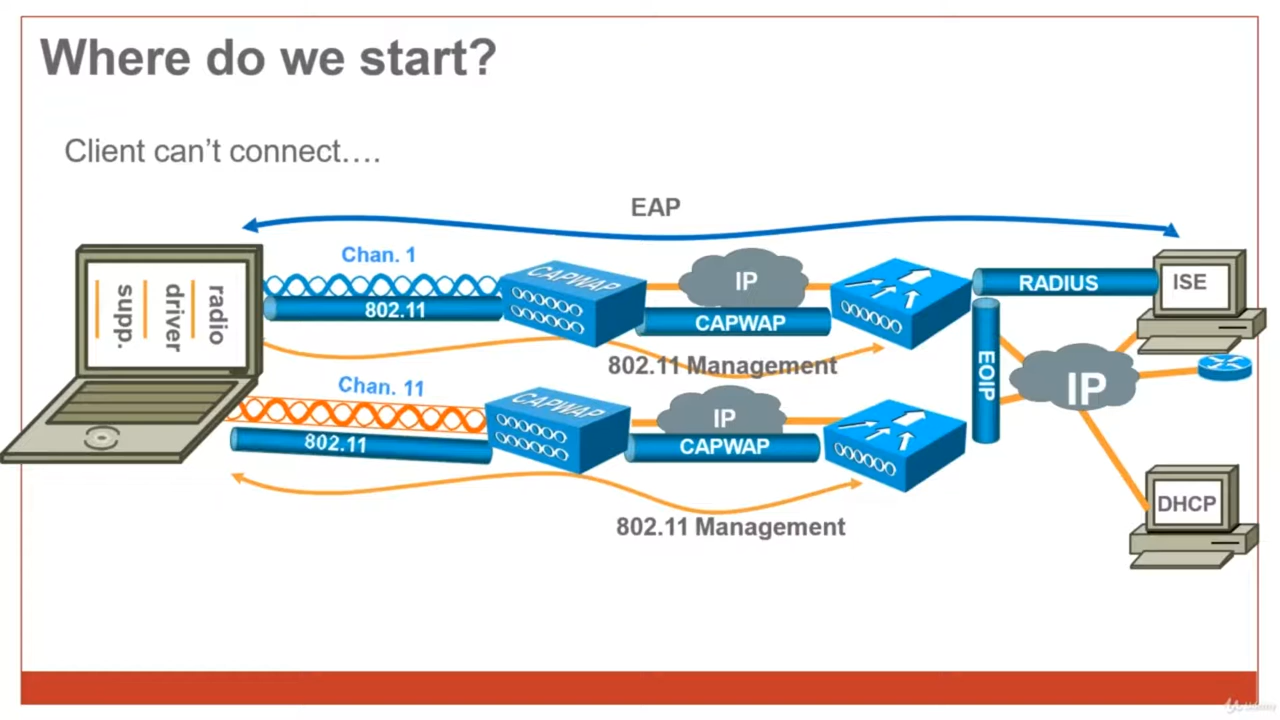 Where do we start?
Client can't connect….
EAP
Chan. 1
802.11
CAPWAP
IP
CAPWAP
RADIUS
ISE
radio
driver
supp.
802.11 Management
EOIP
IP
Chan. 11
802.11
CAPWAP
IP
CAPWAP
802.11 Management
DHCP
Udemy